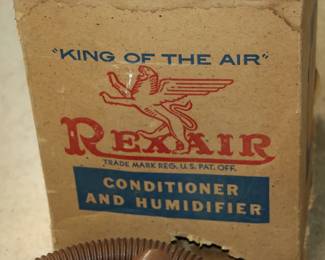 "KING OF THE AIR"
REXAIR
TRADE MARK REG. U.S. PAT. OFF.
CONDITIONER
AND HUMIDIFIER